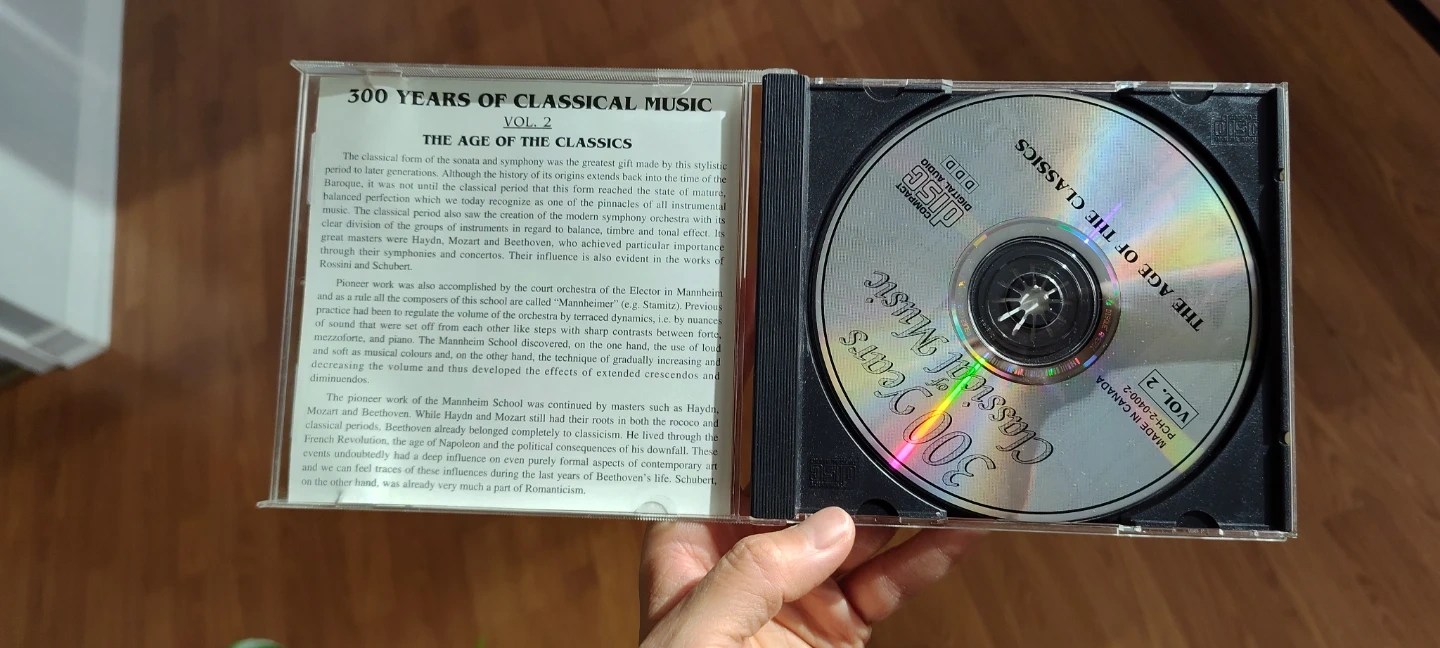 300 YEARS OF CLASSICAL MUSIC
VOL. 2
THE AGE OF THE CLASSICS
The classical form of the sonata and symphony was the greatest gift made by this stylistic
period to later generations. Although the history of its origins extends back into the time of the
Baroque, it was not until the classical period that this form reached the state of mature,
balanced perfection which we today recognize as one of the pinnacles of all instrumental
music. The classical period also saw the creation of the modern symphony orchestra with its
clear division of the groups of instruments in regard to balance, timbre and tonal effect. Its
great masters were Haydn, Mozart and Beethoven, who achieved particular importance
through their symphonies and concertos. Their influence is also evident in the works of
Rossini and Schubert.
Pioneer work was also accomplished by the court orchestra of the Elector in Mannheim
and as a rule all the composers of this school are called "Mannheimer" (e.g. Stamitz). Previous
practice had been to regulate the volume of the orchestra by terraced dynamics, i.e. by nuances
of sound that were set off from each other like steps with sharp contrasts between forte,
mezzoforte, and piano. The Mannheim School discovered, on the one hand, the use of loud
and soft as musical colours and, on the other hand, the technique of gradually increasing and
decreasing the volume and thus developed the effects of extended crescendos and
diminuendos.
The pioneer work of the Mannheim School was continued by masters such as Haydn,
Mozart and Beethoven. While Haydn and Mozart still had their roots in both the rococo and
classical periods, Beethoven already belonged completely to classicism. He lived through the
French Revolution, the age of Napoleon and the political consequences of his downfall. These
events undoubtedly had a deep influence on even purely formal aspects of contemporary art
and we can feel traces of these influences during the last years of Beethoven's life. Schubert,
on the other hand, was already very much a part of Romanticism.
300 Years
of
Classical Music
VOL. 2
MADE IN CANADA
PCH-2-0400-2
COMPACT
disc
DIGITAL AUDIO
DDD
THE AGE OF THE CLASSICS
disc
disc